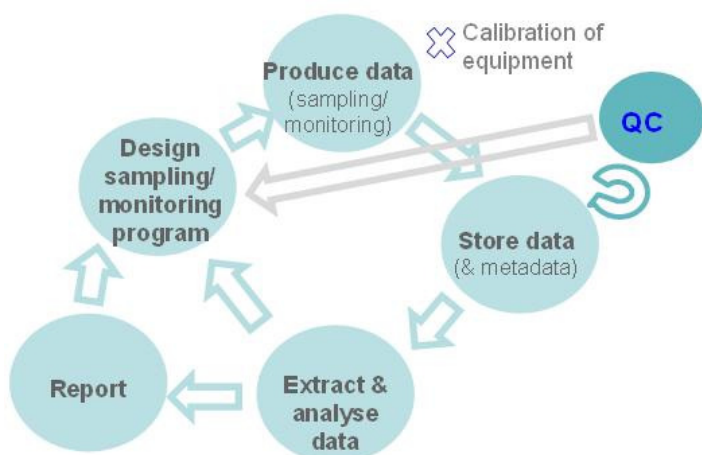 Calibration of
equipment
Produce data
(sampling/
monitoring)
QC
Design
sampling/
monitoring
program
Store data
(& metadata)
Report
Extract &
analyse
data